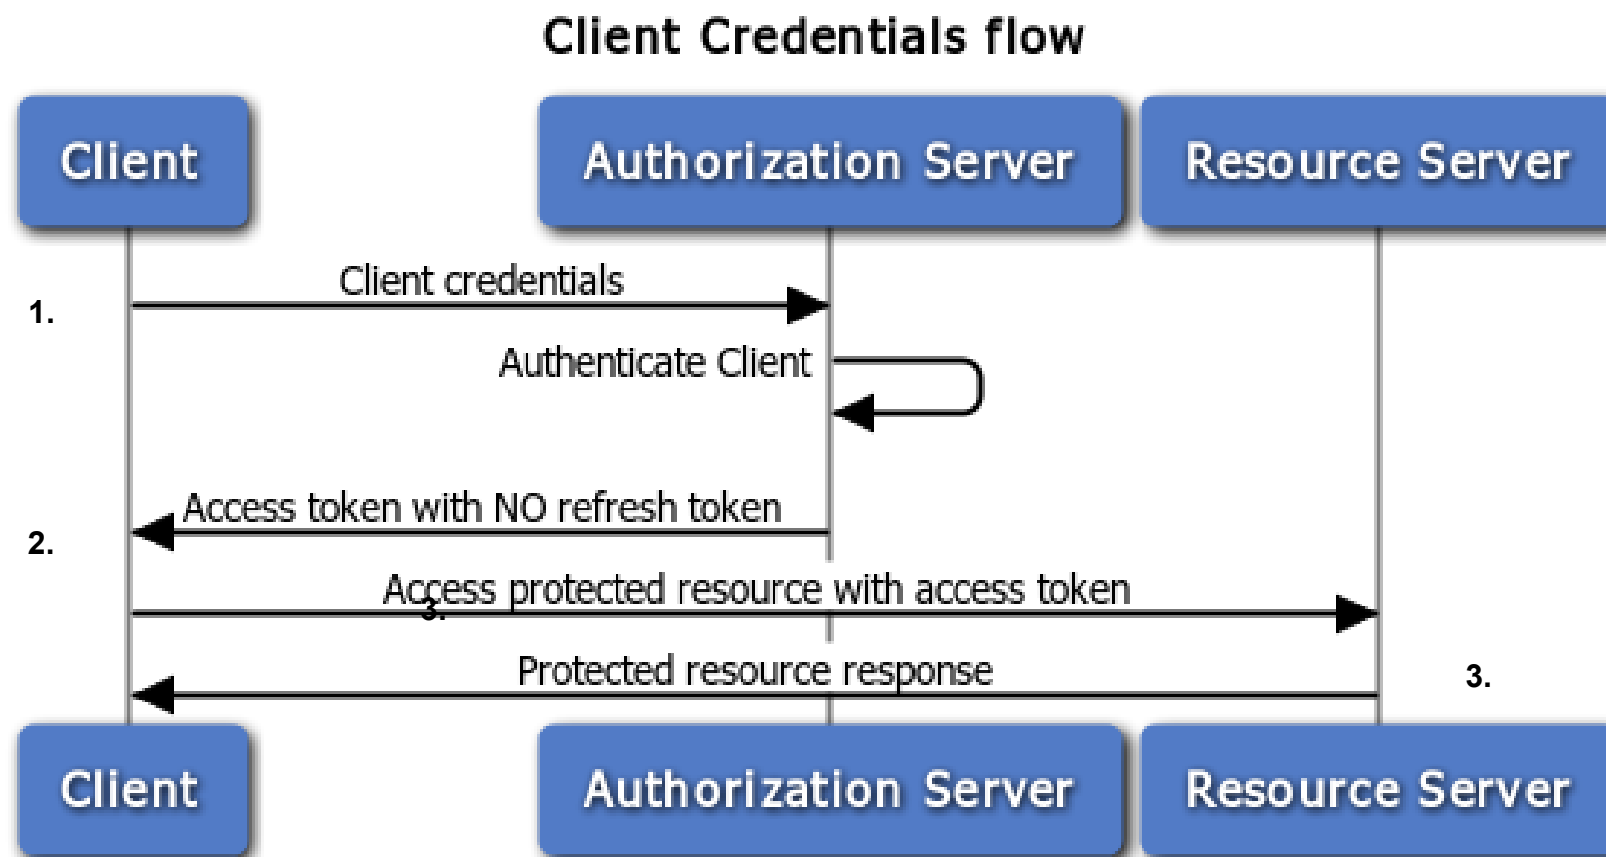 Client Credentials flow
Client
Authorization Server
Resource Server
Client credentials
1.
Authenticate Client
Access token with NO refresh token
2.
Access protected resource with access token
3.
Protected resource response
3.
Client
Authorization Server
Resource Server